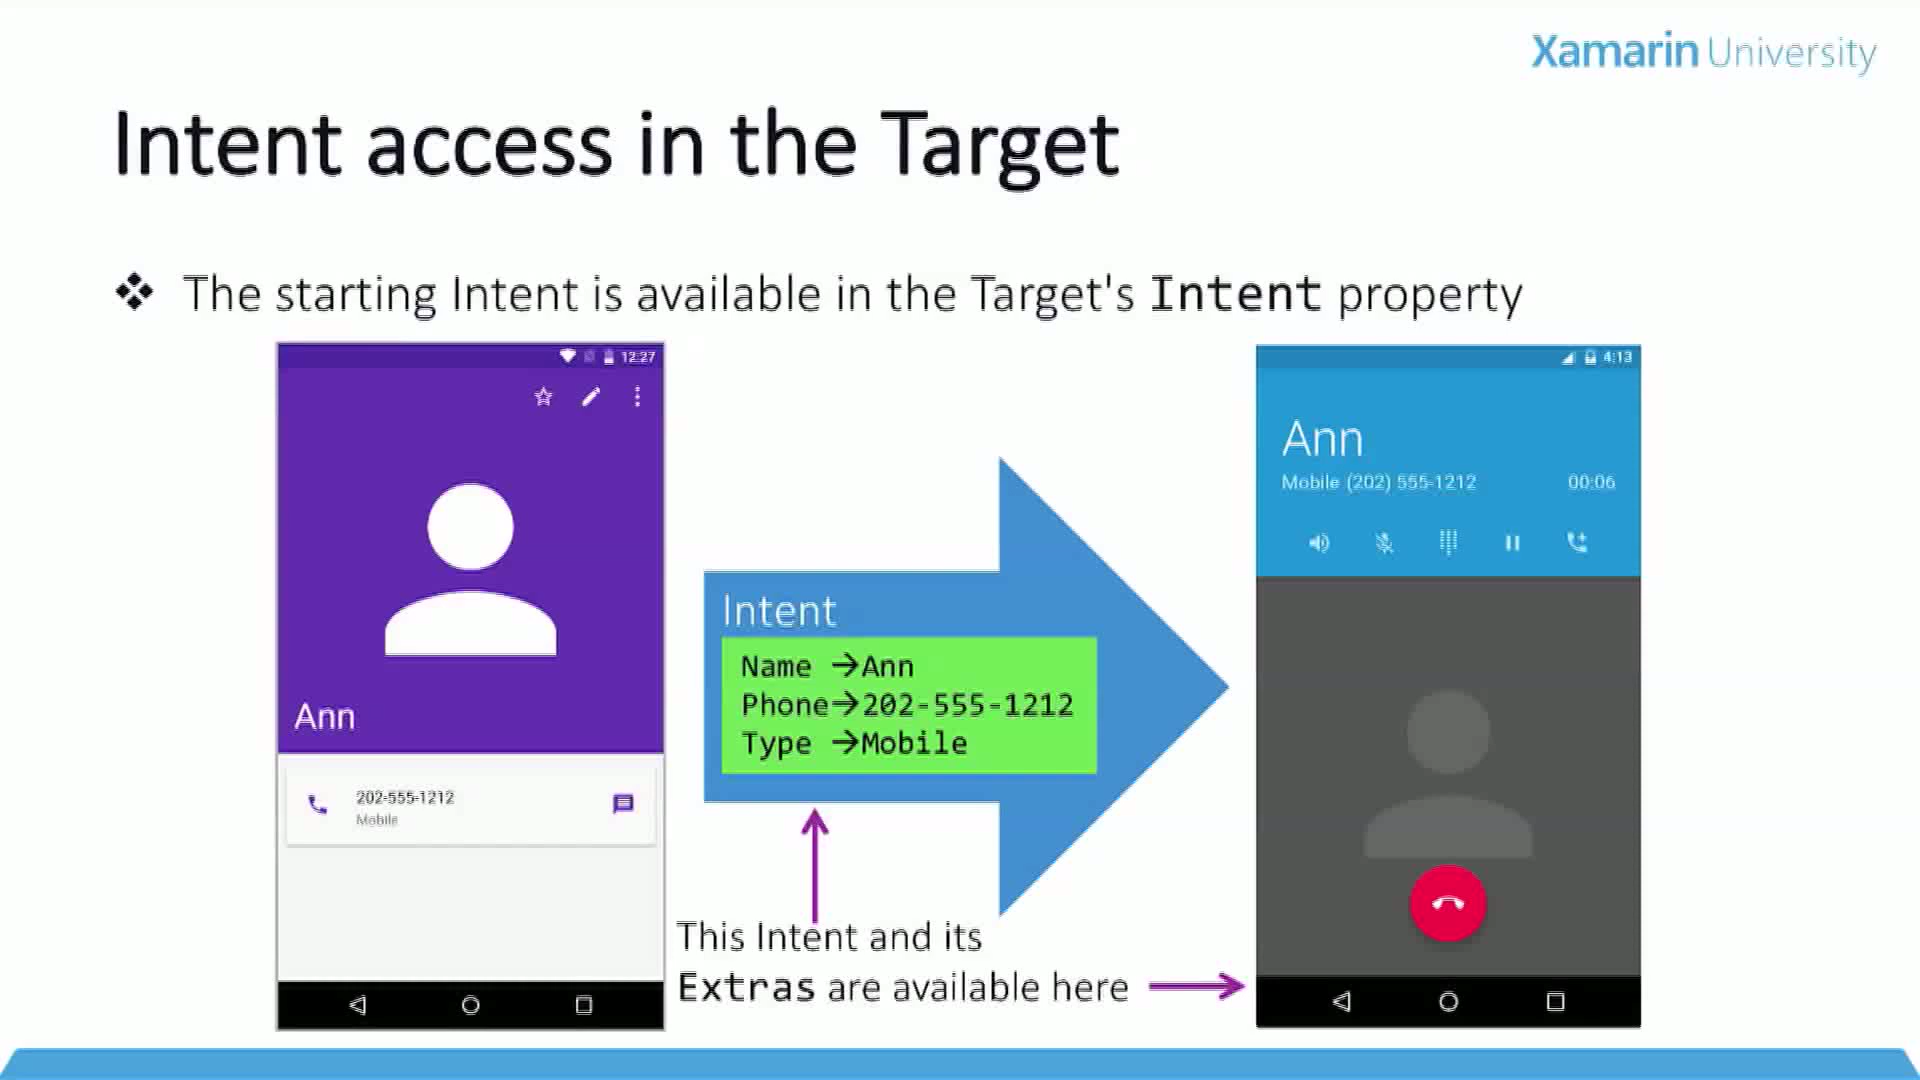 Xamarin University
Intent access in the Target
❖ The starting Intent is available in the Target's Intent property
12:27
Ann
202-555-1212
Mobile
Intent
Name →Ann
Phone→202-555-1212
Type →Mobile
This Intent and its
Extras are available here
4:13
Ann
Mobile (202) 555-1212 00:06